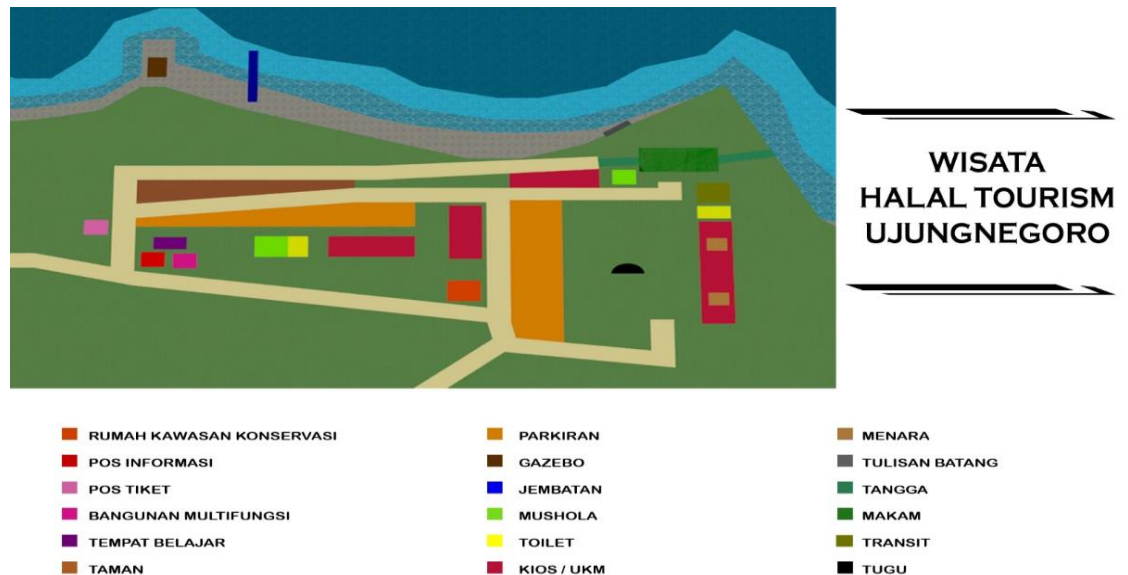 WISATA
HALAL TOURISM
UJUNGNEGORO
RUMAH KAWASAN KONSERVASI
POS INFORMASI
POS TIKET
BANGUNAN MULTIFUNGSI
TEMPAT BELAJAR
TAMAN
PARKIRAN
GAZEBO
JEMBATAN
MUSHOLA
TOILET
KIOS / UKM
MENARA
TULISAN BATANG
TANGGA
MAKAM
TRANSIT
TUGU